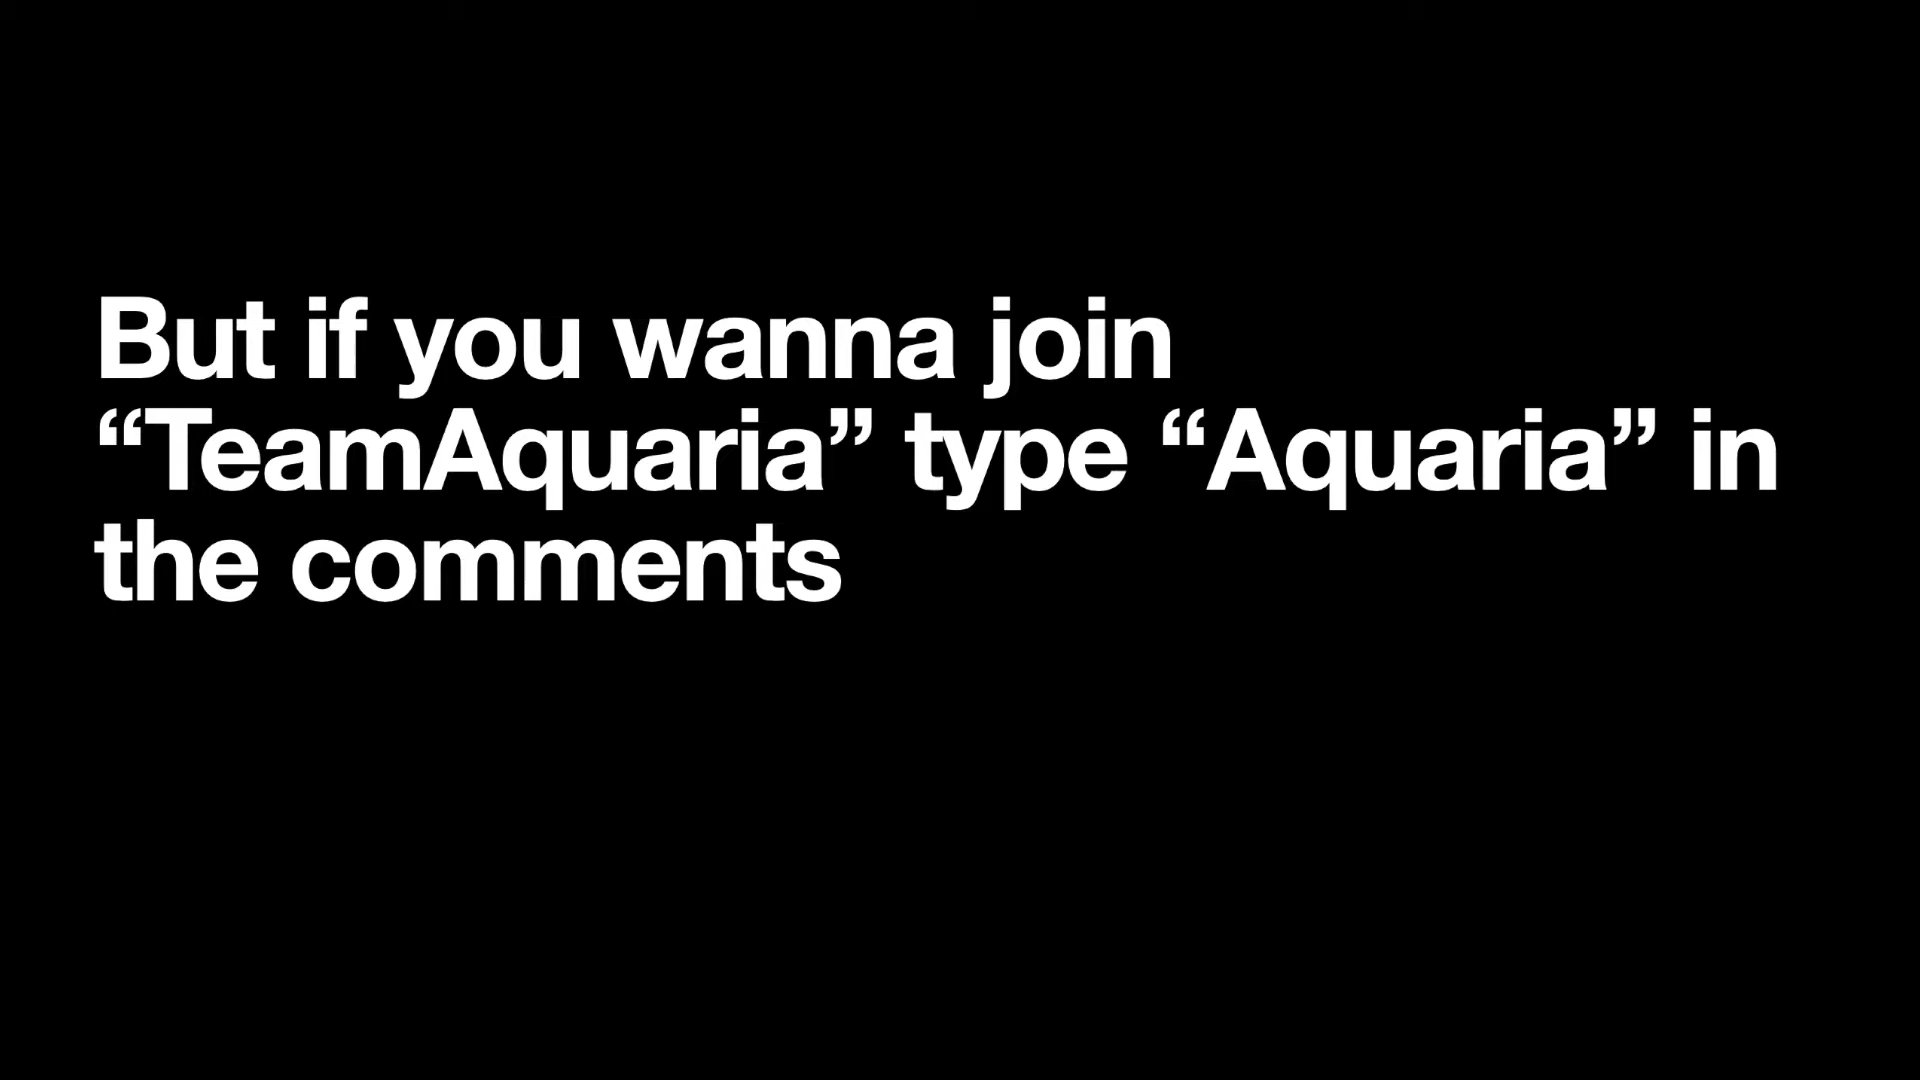 But if you wanna join
“TeamAquaria” type “Aquaria” in
the comments